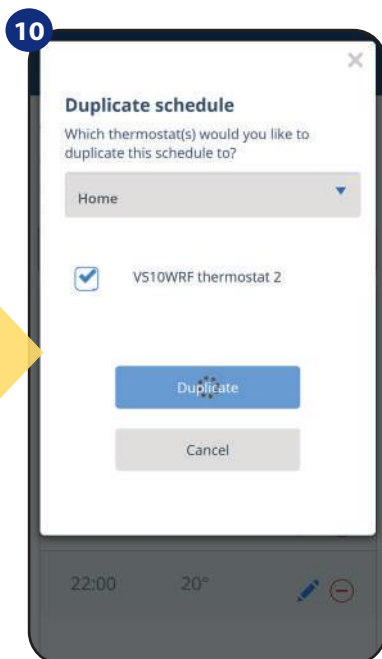 10
Duplicate schedule
Which thermostat(s) would you like to
duplicate this schedule to?
Home
VS10WRF thermostat 2
Duplicate
Cancel
22:00 20°